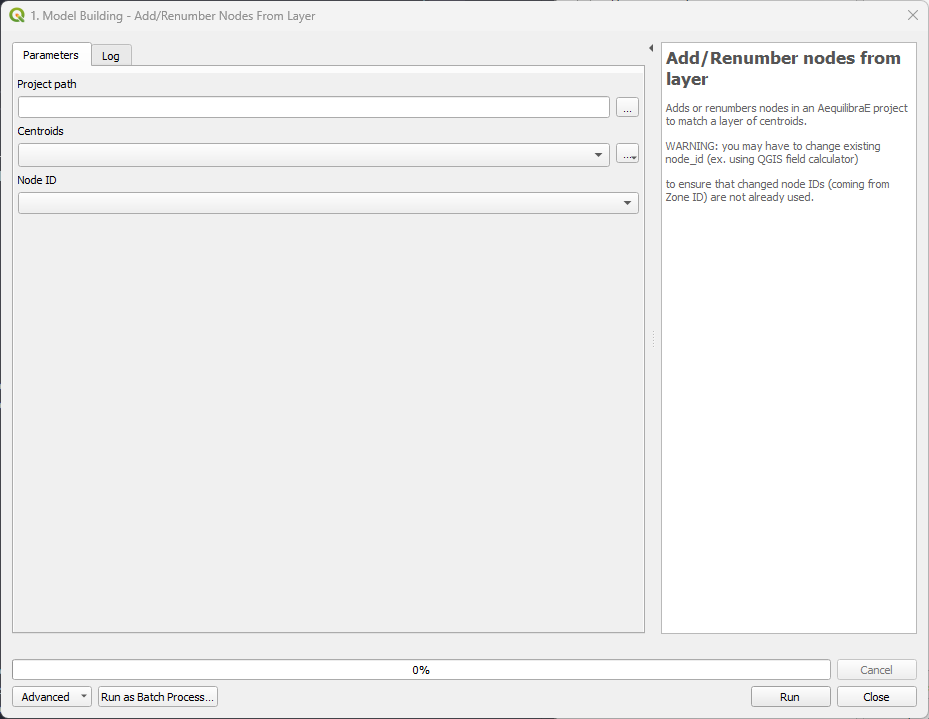 1. Model Building - Add/Renumber Nodes From Layer
Parameters
Log
Project path
...
Centroids
...
Node ID
Add/Renumber nodes from
layer
Adds or renumbers nodes in an AequilibraE project
to match a layer of centroids.
WARNING: you may have to change existing
node_id (ex. using QGIS field calculator)
to ensure that changed node IDs (coming from
Zone ID) are not already used.
0%
Cancel
Advanced
Run as Batch Process...
Run
Close